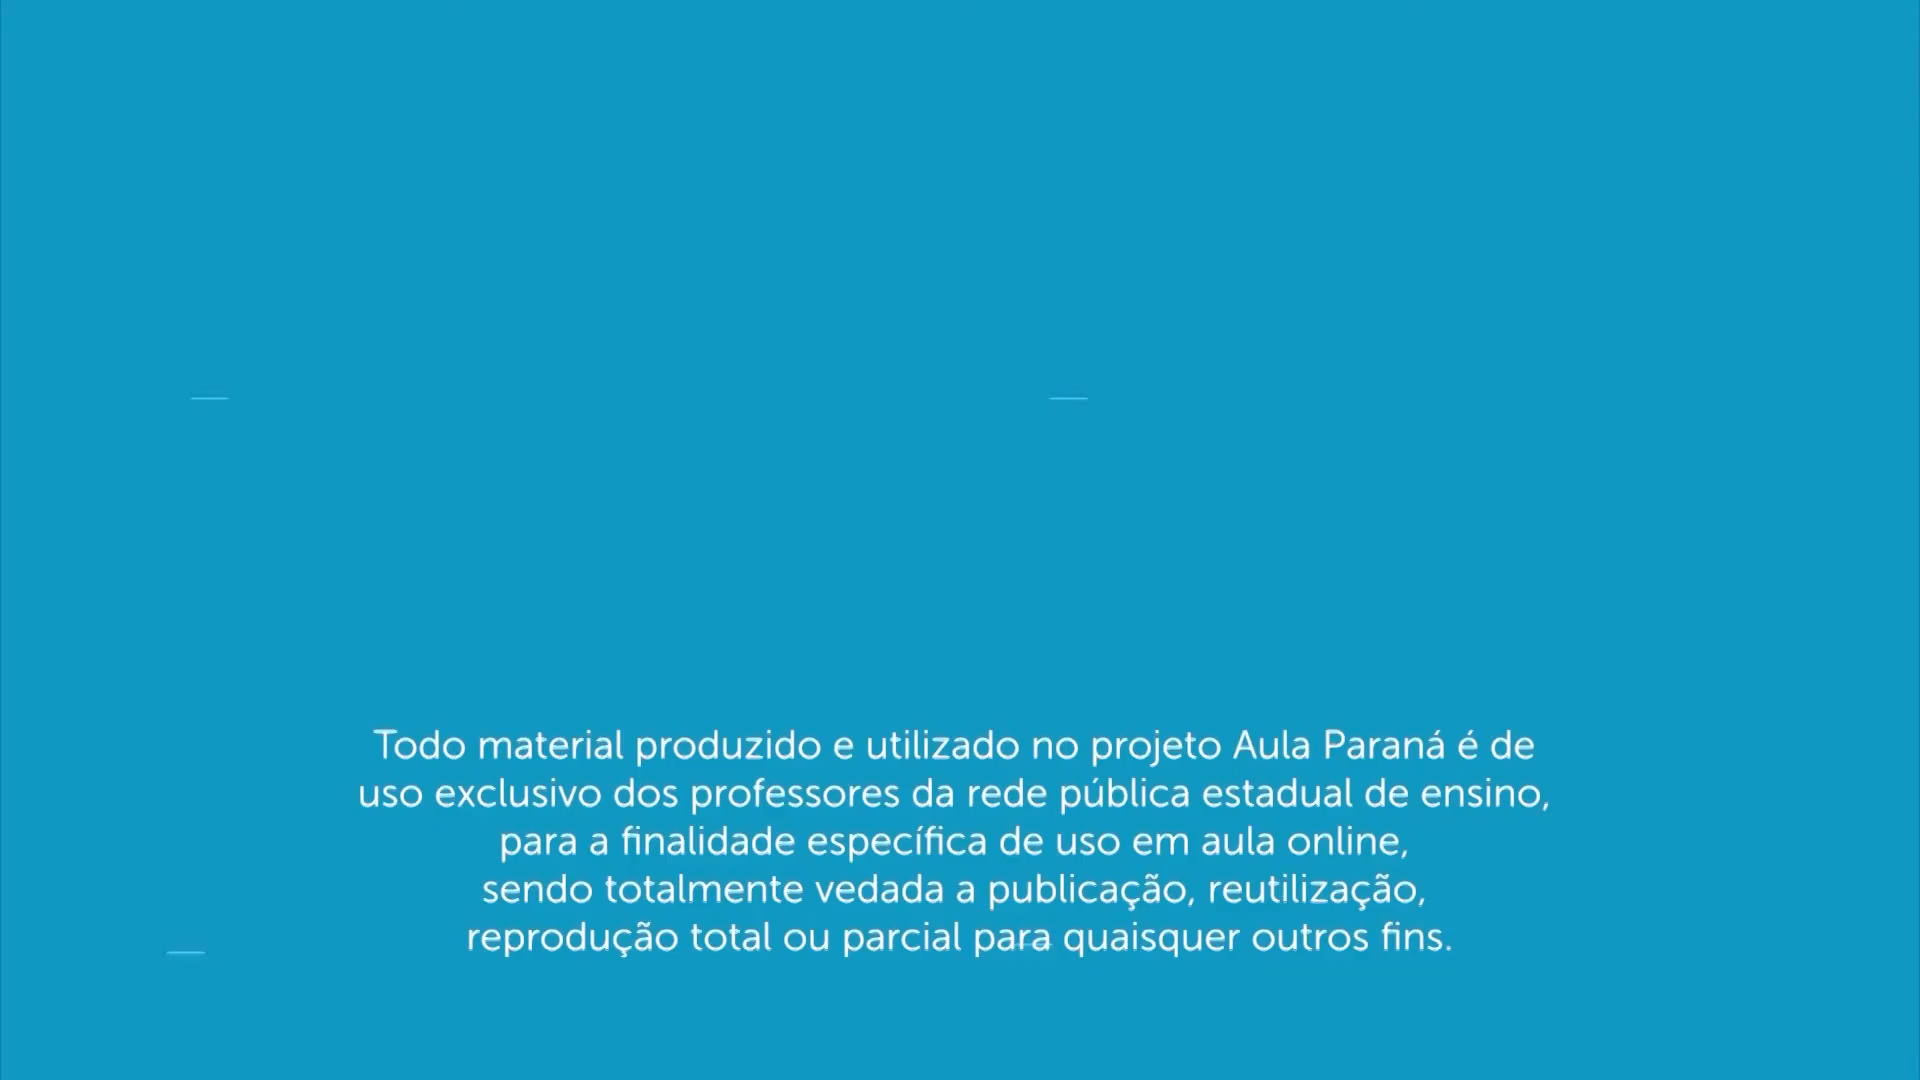 Todo material produzido e utilizado no projeto Aula Paraná é de
uso exclusivo dos professores da rede pública estadual de ensino,
para a finalidade específica de uso em aula online,
sendo totalmente vedada a publicação, reutilização,
reprodução total ou parcial para quaisquer outros fins.